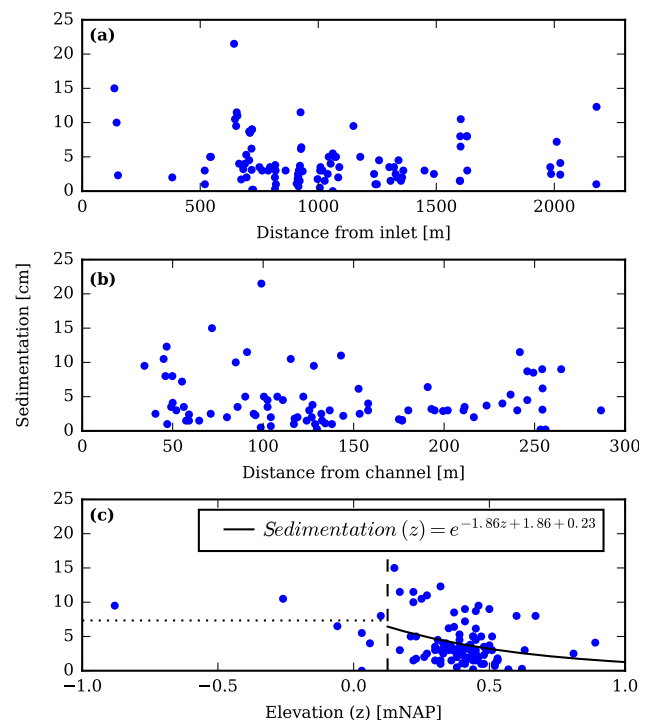 25
(a)
20
15
10
5
0
0 500 1000 1500 2000
Distance from inlet [m]
25
(b)
20
15
10
5
0
0 50 100 150 200 250 300
Distance from channel [m]
Sedimentation [cm]
25
(c)
Sedimentation (z) = e^{−1.86z+1.86+0.23}
20
15
10
5
0
−1.0 −0.5 0.0 0.5 1.0
Elevation (z) [mNAP]